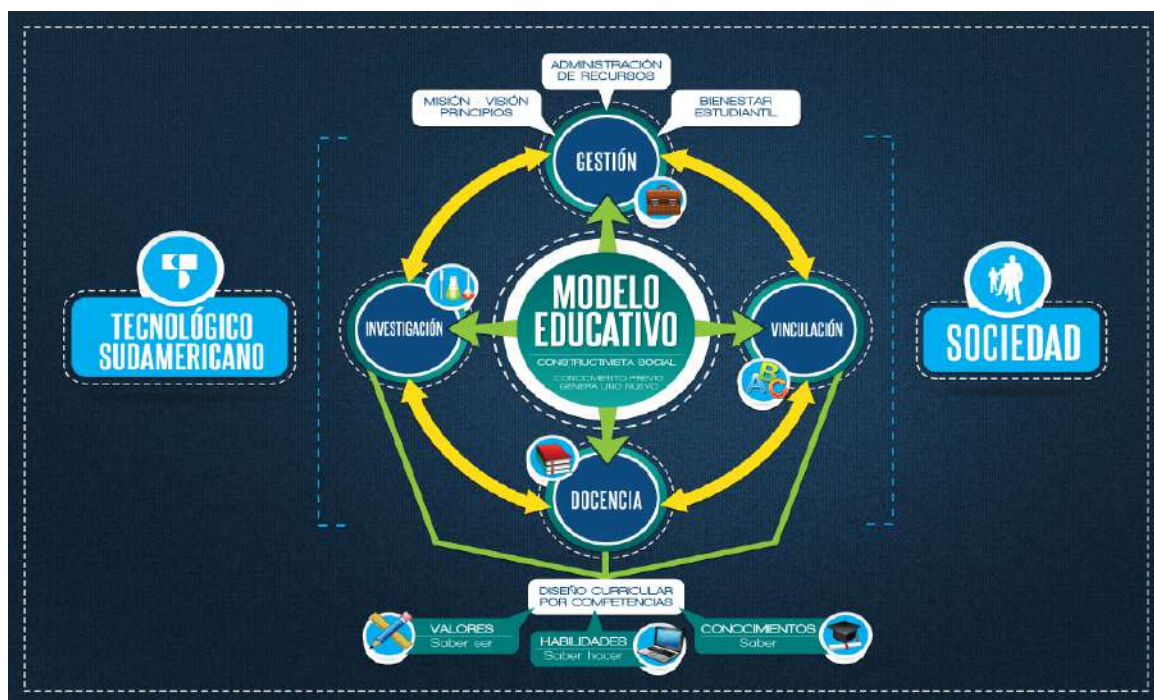 ADMINISTRACIÓN
DE RECURSOS
MISIÓN - VISIÓN
PRINCIPIOS
BIENESTAR
ESTUDIANTIL
GESTIÓN
TECNOLÓGICO
SUDAMERICANO
INVESTIGACIÓN
MODELO
EDUCATIVO
CONSTRUCTIVISTA SOCIAL
CONOCIMIENTO PREVIO
GENERA UNO NUEVO
VINCULACIÓN
ABC
SOCIEDAD
DOCENCIA
DISEÑO CURRICULAR
POR COMPETENCIAS
VALORES
Saber ser
HABILIDADES
Saber hacer
CONOCIMIENTOS
Saber